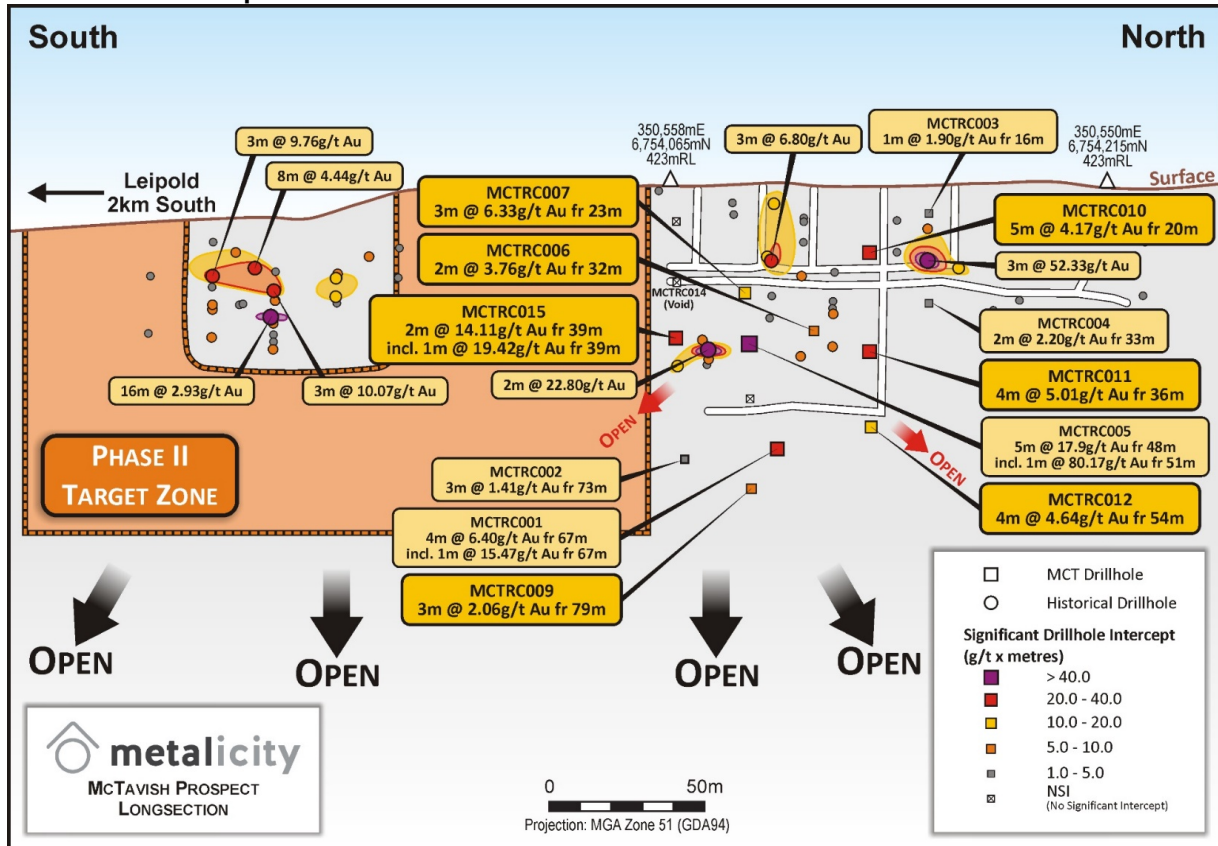 South
North
3m @ 9.76g/t Au
8m @ 4.44g/t Au
Leipold
2km South
350,558mE
6,754,065mN
423mRL
3m @ 6.80g/t Au
MCTRC003
1m @ 1.90g/t Au fr 16m
350,550mE
6,754,215mN
423mRL
Surface
MCTRC007
3m @ 6.33g/t Au fr 23m
MCTRC010
5m @ 4.17g/t Au fr 20m
MCTRC006
2m @ 3.76g/t Au fr 32m
3m @ 52.33g/t Au
MCTRC014
(Void)
MCTRC015
2m @ 14.11g/t Au fr 39m
incl. 1m @ 19.42g/t Au fr 39m
MCTRC004
2m @ 2.20g/t Au fr 33m
16m @ 2.93g/t Au
3m @ 10.07g/t Au
2m @ 22.80g/t Au
MCTRC011
4m @ 5.01g/t Au fr 36m
OPEN
OPEN
PHASE II
TARGET ZONE
MCTRC005
5m @ 17.9g/t Au fr 48m
incl. 1m @ 80.17g/t Au fr 51m
MCTRC002
3m @ 1.41g/t Au fr 73m
MCTRC012
4m @ 4.64g/t Au fr 54m
MCTRC001
4m @ 6.40g/t Au fr 67m
incl. 1m @ 15.47g/t Au fr 67m
MCTRC009
3m @ 2.06g/t Au fr 79m
OPEN
OPEN
OPEN
OPEN
MCT Drillhole
Historical Drillhole
Significant Drillhole Intercept
(g/t x metres)
> 40.0
20.0 - 40.0
10.0 - 20.0
5.0 - 10.0
1.0 - 5.0
NSI
(No Significant Intercept)
metalicity
MCTAVISH PROSPECT
LONGSECTION
0 50m
Projection: MGA Zone 51 (GDA94)